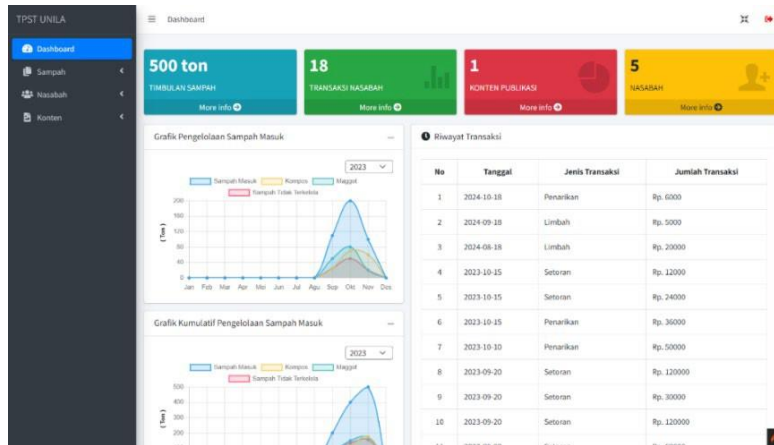 TPST UNILA
Dashboard
Dashboard
Sampah
Nasabah
Konten
500 ton
TIMBULAN SAMPAH
More info
18
TRANSAKSI NASABAH
More info
1
KONTEN PUBLIKASI
More info
5
NASABAH
More info
Grafik Pengelolaan Sampah Masuk
2023
Sampah Masuk Kompos Maggot
Sampah Tidak Terkelola
( Ton )
200
160
120
80
40
0
Jan Feb Mar Apr Mei Jun Jul Agu Sep Okt Nov Des
Grafik Kumulatif Pengelolaan Sampah Masuk
2023
Sampah Masuk Kompos Maggot
Sampah Tidak Terkelola
( Ton )
500
400
300
200
Riwayat Transaksi
No Tanggal Jenis Transaksi Jumlah Transaksi
1 2024-10-18 Penarikan Rp. 6000
2 2024-09-18 Limbah Rp. 5000
3 2024-08-18 Limbah Rp. 20000
4 2023-10-15 Setoran Rp. 12000
5 2023-10-15 Setoran Rp. 24000
6 2023-10-15 Penarikan Rp. 36000
7 2023-10-10 Penarikan Rp. 50000
8 2023-09-20 Setoran Rp. 120000
9 2023-09-20 Setoran Rp. 30000
10 2023-09-20 Setoran Rp. 120000